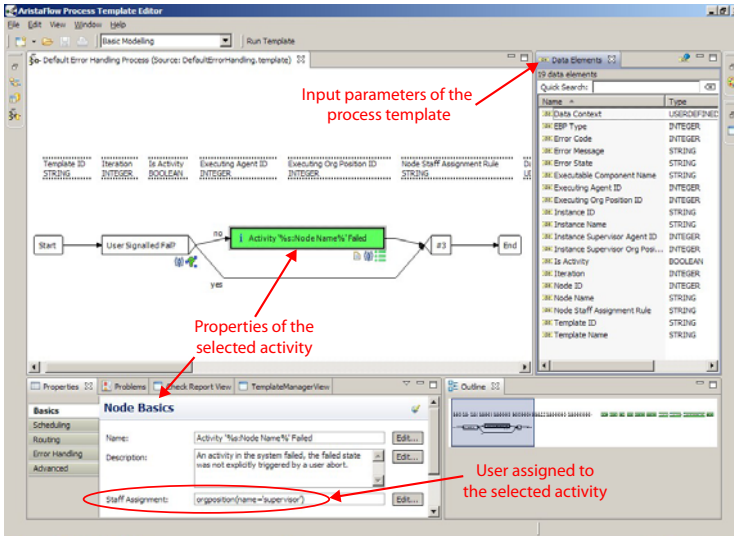 AristaFlow Process Template Editor
File Edit View Window Help
Basic Modeling Run Template
Default Error Handling Process (Source: DefaultErrorHandling.template)
Input parameters of the
process template
Template ID Iteration Is Activity Executing Agent ID Executing Org Position ID Node Staff Assignment Rule
STRING INTEGER BOOLEAN INTEGER INTEGER STRING
Start
User Signalled Fail?
no
Activity '%s:Node Name%' Failed
#3
End
yes
Properties of the
selected activity
Data Elements
19 data elements
Quick Search:
Name Type
Data Context USERDEFINED
EBP Type INTEGER
Error Code INTEGER
Error Message STRING
Error State STRING
Executable Component Name STRING
Executing Agent ID INTEGER
Executing Org Position ID INTEGER
Instance ID STRING
Instance Name STRING
Instance Supervisor Agent ID INTEGER
Instance Supervisor Org Posi... INTEGER
Is Activity BOOLEAN
Iteration INTEGER
Node ID INTEGER
Node Name STRING
Node Staff Assignment Rule STRING
Template ID STRING
Template Name STRING
Properties Problems Check Report View TemplateManagerView
Basics
Scheduling
Routing
Error Handling
Advanced
Node Basics
Name: Activity '%s:Node Name%' Failed Edit...
Description: An activity in the system failed, the failed state Edit...
was not explicitly triggered by a user abort.
Staff Assignment: orgposition(name='supervisor') Edit...
Outline
User assigned to
the selected activity